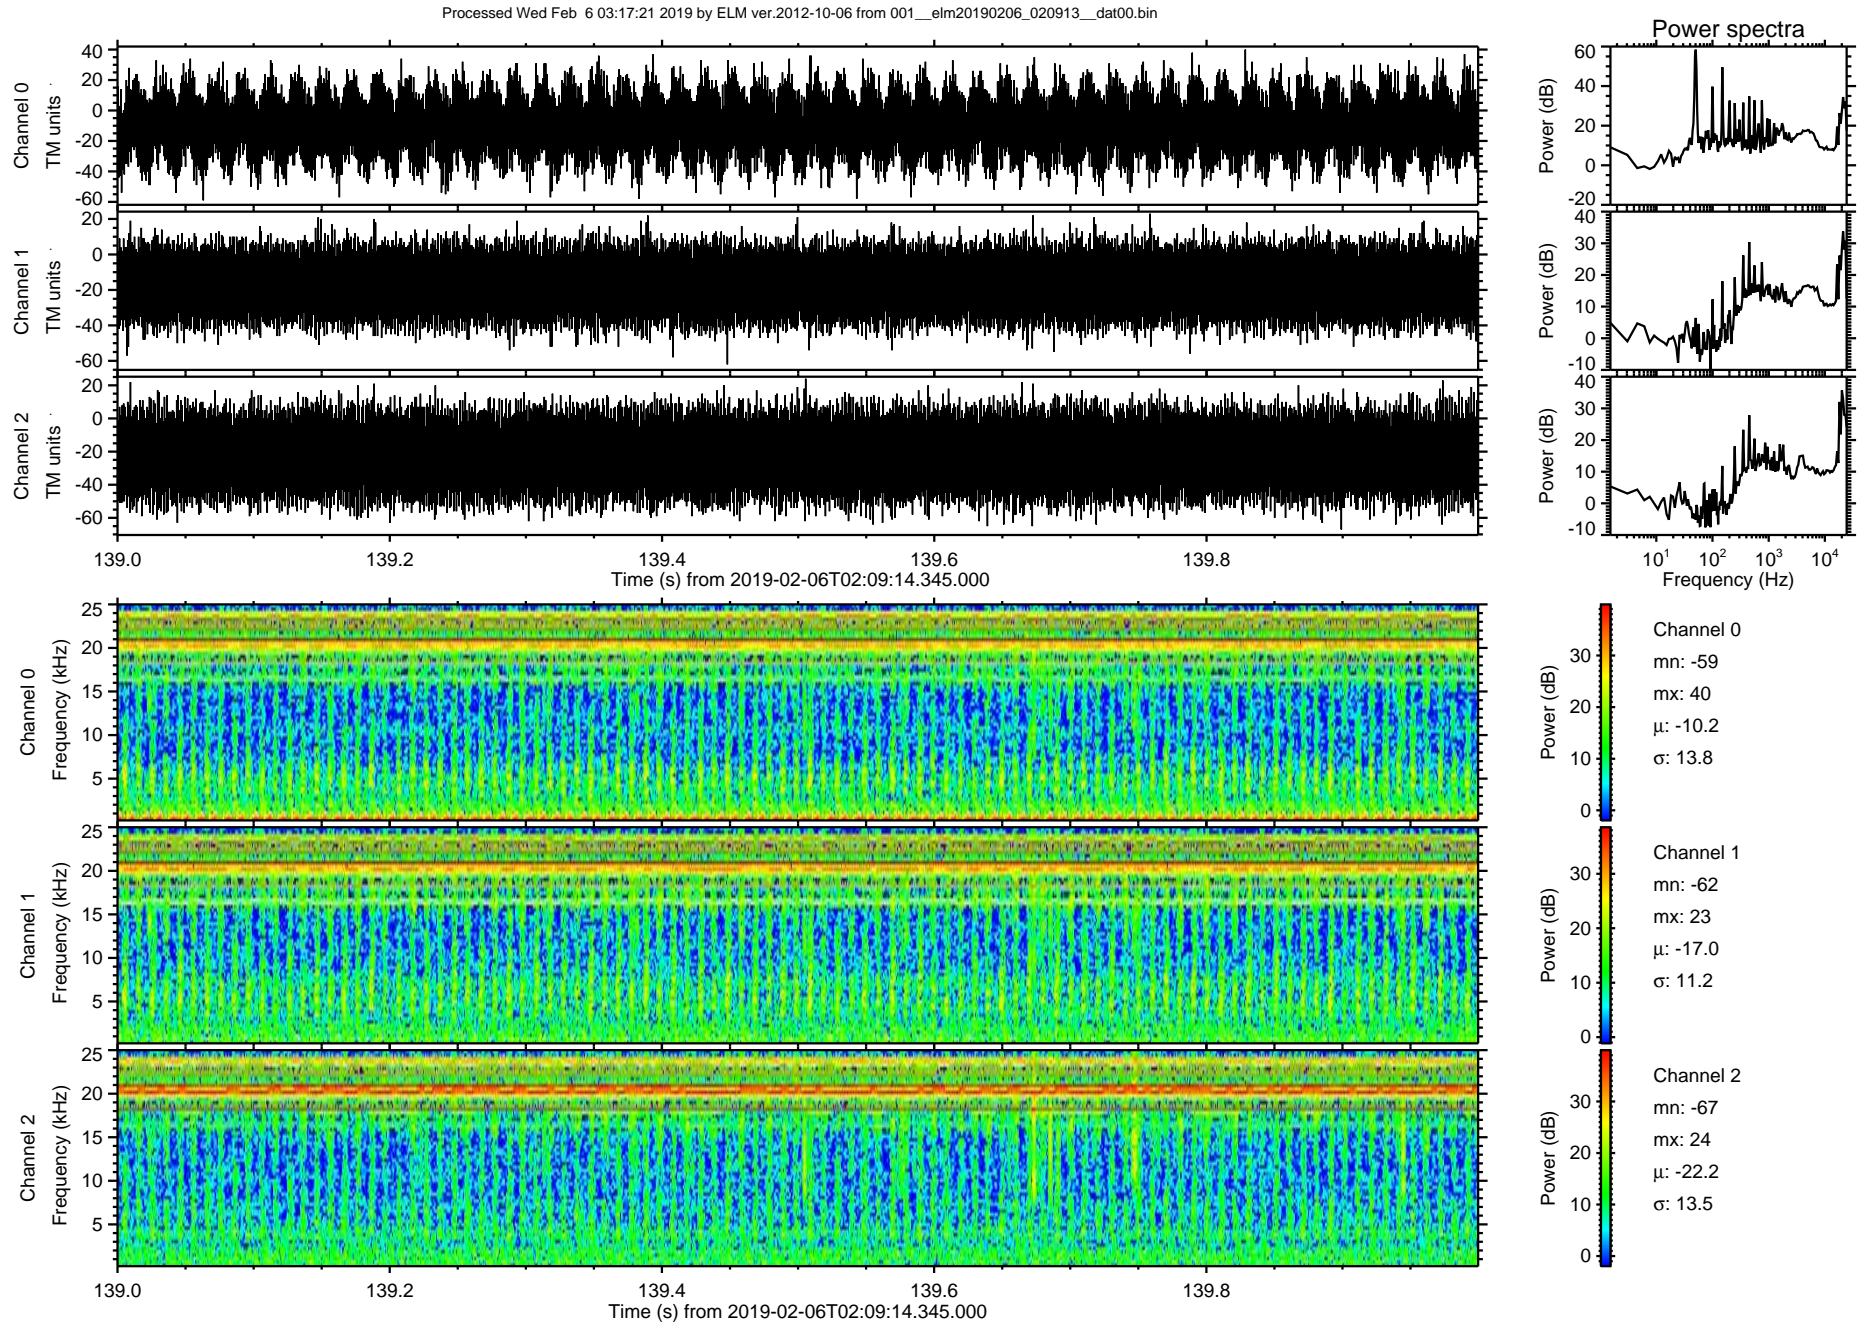 Processed Wed Feb  6 03:17:21 2019 by ELM ver.2012-10-06 from 001__elm20190206_020913__dat00.bin
Power spectra
Channel 0
TM units
40
20
0
-20
-40
-60
Power (dB)
60
40
20
0
-20
Channel 1
TM units
20
0
-20
-40
-60
Power (dB)
40
30
20
10
0
-10
Channel 2
TM units
20
0
-20
-40
-60
Power (dB)
40
30
20
10
0
-10
139.0 139.2 139.4 139.6 139.8
Time (s) from 2019-02-06T02:09:14.345.000
10¹ 10² 10³ 10⁴
Frequency (Hz)
Channel 0
Frequency (kHz)
25
20
15
10
5
Power (dB)
30
20
10
0
Channel 0
mn: -59
mx: 40
μ: -10.2
σ: 13.8
Channel 1
Frequency (kHz)
25
20
15
10
5
Power (dB)
30
20
10
0
Channel 1
mn: -62
mx: 23
μ: -17.0
σ: 11.2
Channel 2
Frequency (kHz)
25
20
15
10
5
Power (dB)
30
20
10
0
Channel 2
mn: -67
mx: 24
μ: -22.2
σ: 13.5
139.0 139.2 139.4 139.6 139.8
Time (s) from 2019-02-06T02:09:14.345.000